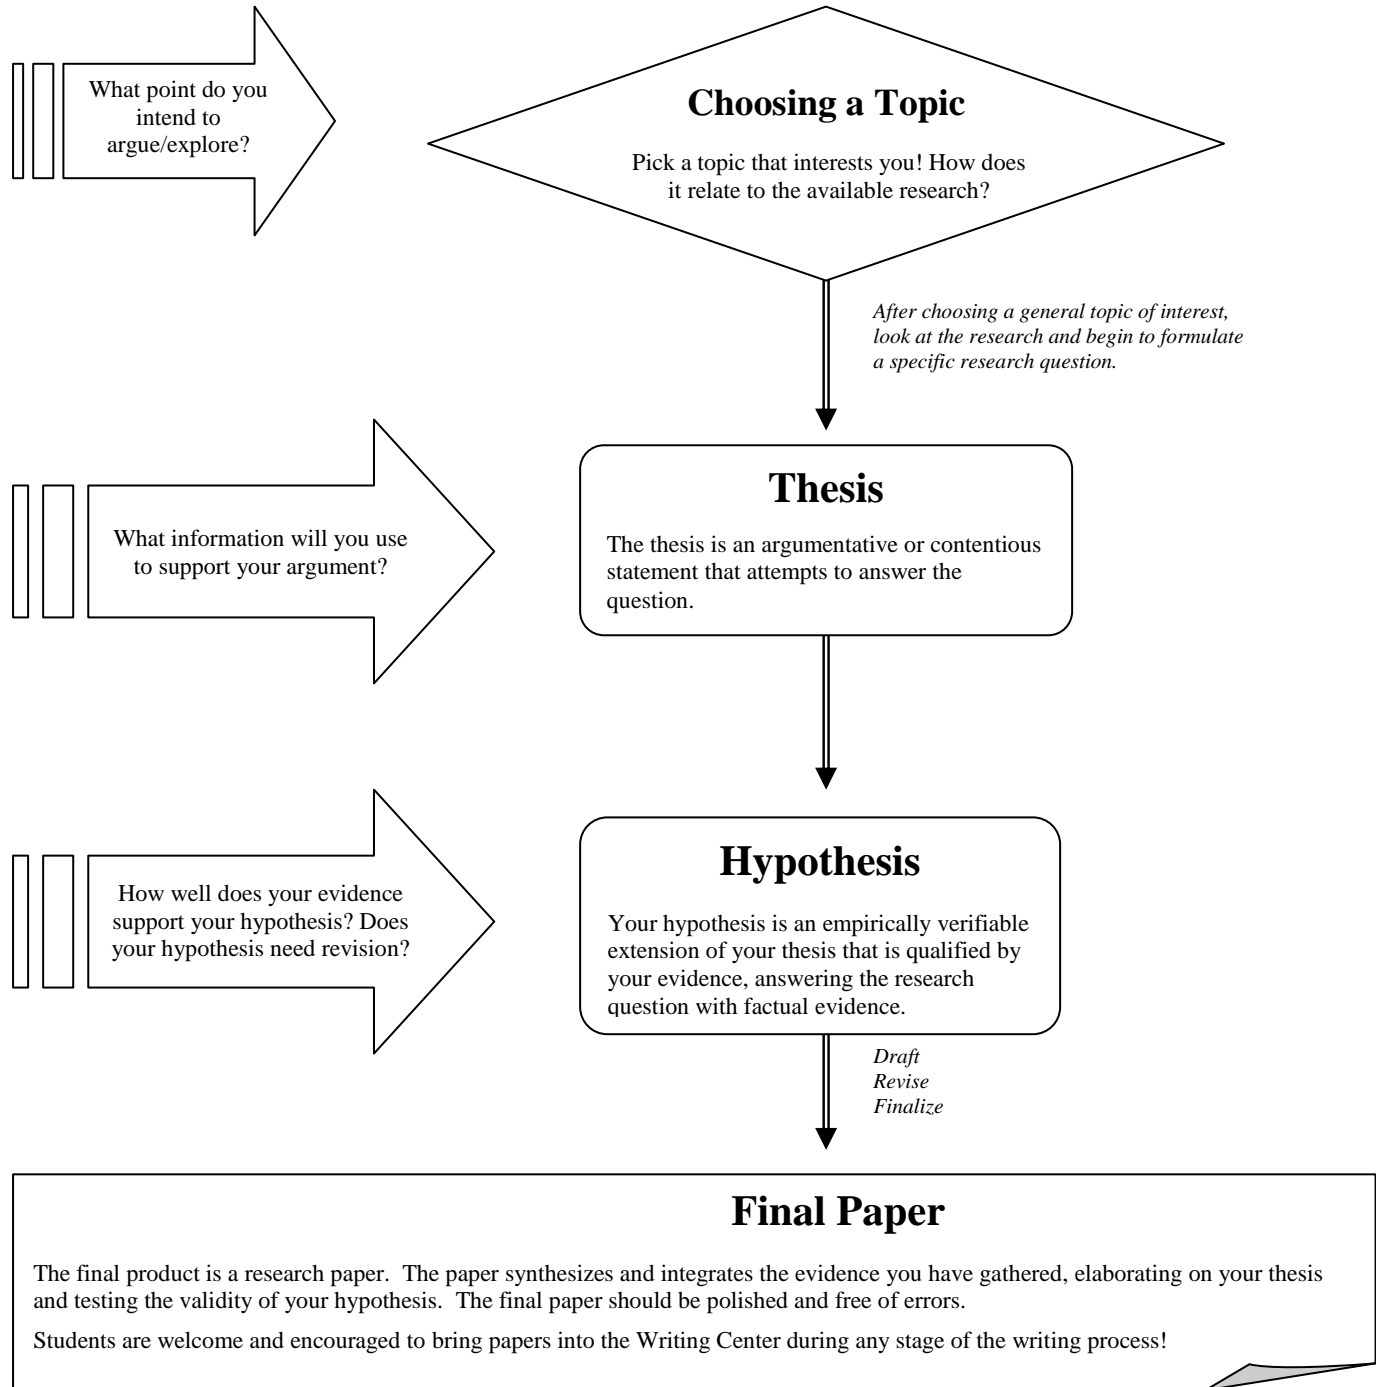 What point do you
intend to
argue/explore?
Choosing a Topic
Pick a topic that interests you! How does
it relate to the available research?
After choosing a general topic of interest,
look at the research and begin to formulate
a specific research question.
What information will you use
to support your argument?
Thesis
The thesis is an argumentative or contentious
statement that attempts to answer the
question.
How well does your evidence
support your hypothesis? Does
your hypothesis need revision?
Hypothesis
Your hypothesis is an empirically verifiable
extension of your thesis that is qualified by
your evidence, answering the research
question with factual evidence.
Draft
Revise
Finalize
Final Paper
The final product is a research paper.  The paper synthesizes and integrates the evidence you have gathered, elaborating on your thesis
and testing the validity of your hypothesis.  The final paper should be polished and free of errors.
Students are welcome and encouraged to bring papers into the Writing Center during any stage of the writing process!